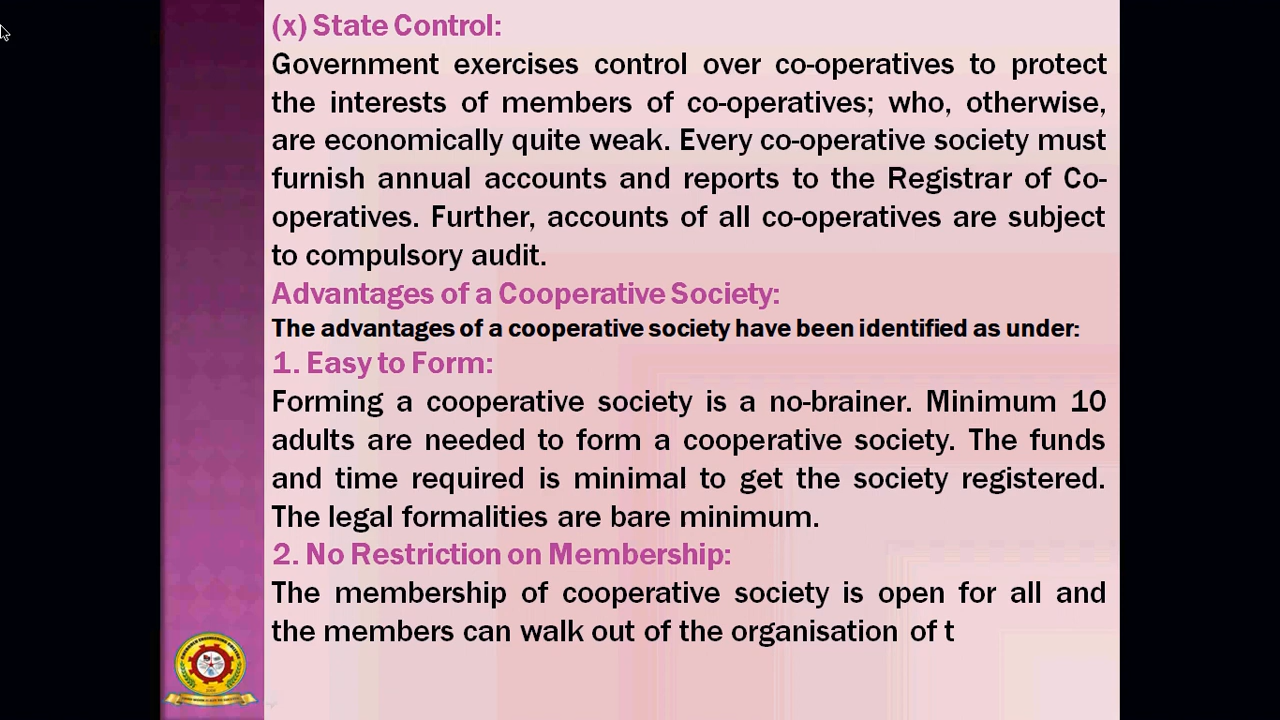 (x) State Control:
Government exercises control over co-operatives to protect
the interests of members of co-operatives; who, otherwise,
are economically quite weak. Every co-operative society must
furnish annual accounts and reports to the Registrar of Co-
operatives. Further, accounts of all co-operatives are subject
to compulsory audit.
Advantages of a Cooperative Society:
The advantages of a cooperative society have been identified as under:
1. Easy to Form:
Forming a cooperative society is a no-brainer. Minimum 10
adults are needed to form a cooperative society. The funds
and time required is minimal to get the society registered.
The legal formalities are bare minimum.
2. No Restriction on Membership:
The membership of cooperative society is open for all and
the members can walk out of the organisation of t